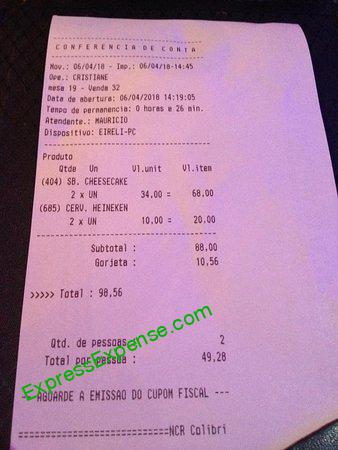 CONFERENCIA DE CONTA
Mov.: 06/04/18 - Imp.: 06/04/18-14:45
Ope.: CRISTIANE
mesa 19 - Venda 32
Data de abertura: 06/04/2018 14:19:05
Tempo de permanencia: 0 horas e 26 min.
Atendente.: MAURICIO
Dispositivo: EIRELI-PC
Produto
Qtde Un Vl.unit Vl.item
(404) SB. CHEESECAKE
2 x UN 34,00 = 68,00
(685) CERV. HEINEKEN
2 x UN 10,00 = 20,00
Subtotal : 88,00
Gorjeta : 10,56
>>>>> Total : 98,56
Qtd. de pessoas 2
Total por pessoa : 49,28
ExpressExpense.com
--- AGUARDE A EMISSAO DO CUPOM FISCAL ---
============================NCR Colibri